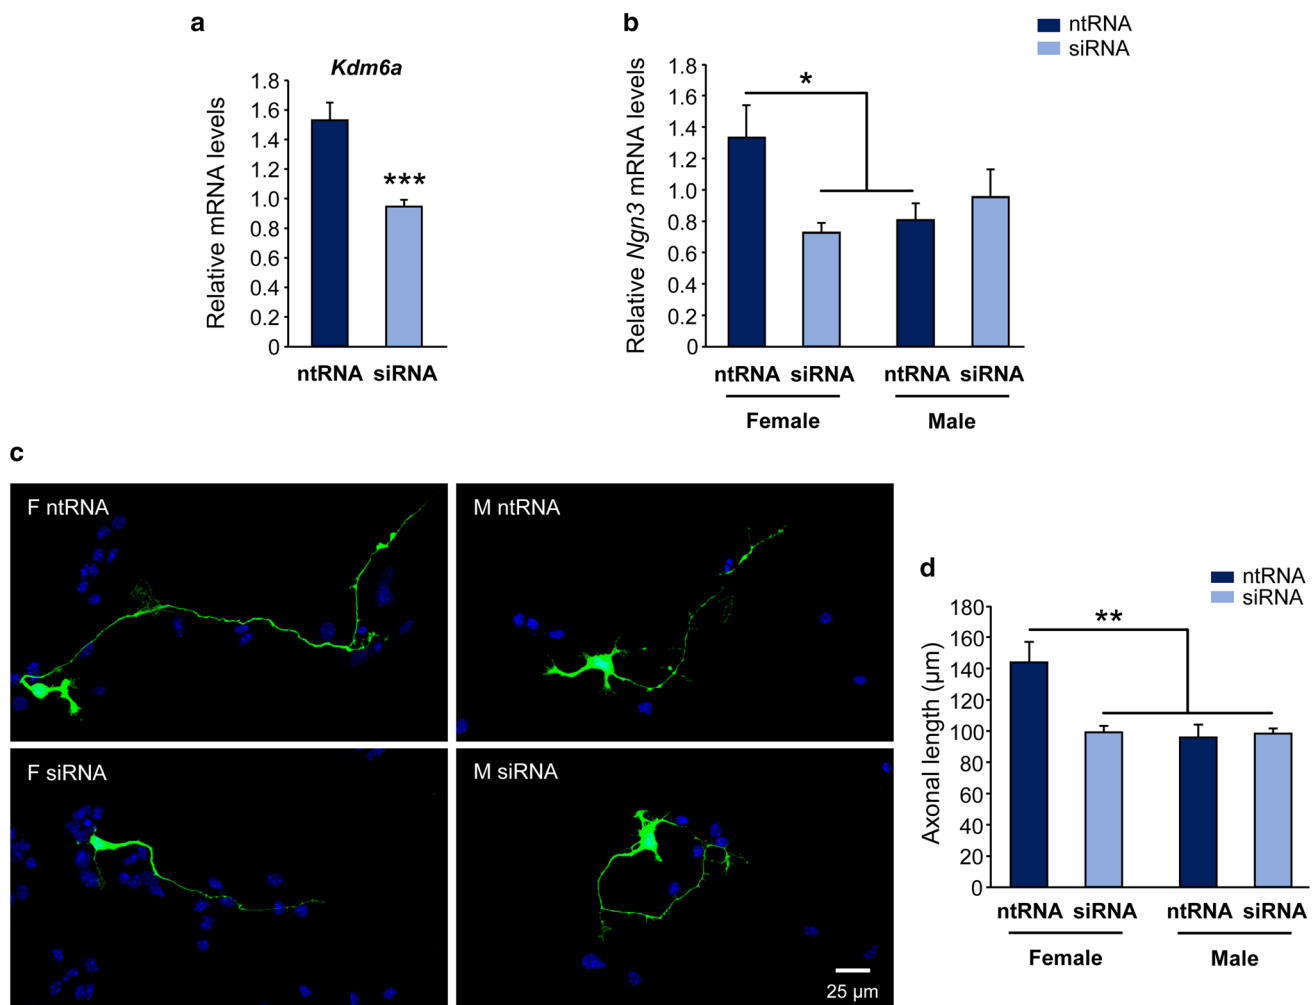 a
Kdm6a
Relative mRNA levels
1.8
1.6
1.4
1.2
1.0
0.8
0.6
0.4
0.2
0
***
ntRNA siRNA
b
ntRNA
siRNA
Relative Ngn3 mRNA levels
1.8
1.6
1.4
1.2
1.0
0.8
0.6
0.4
0.2
0
*
ntRNA siRNA ntRNA siRNA
Female Male
c
F ntRNA
M ntRNA
F siRNA
M siRNA
25 µm
d
ntRNA
siRNA
Axonal length (µm)
180
160
140
120
100
80
60
40
20
0
**
ntRNA siRNA ntRNA siRNA
Female Male